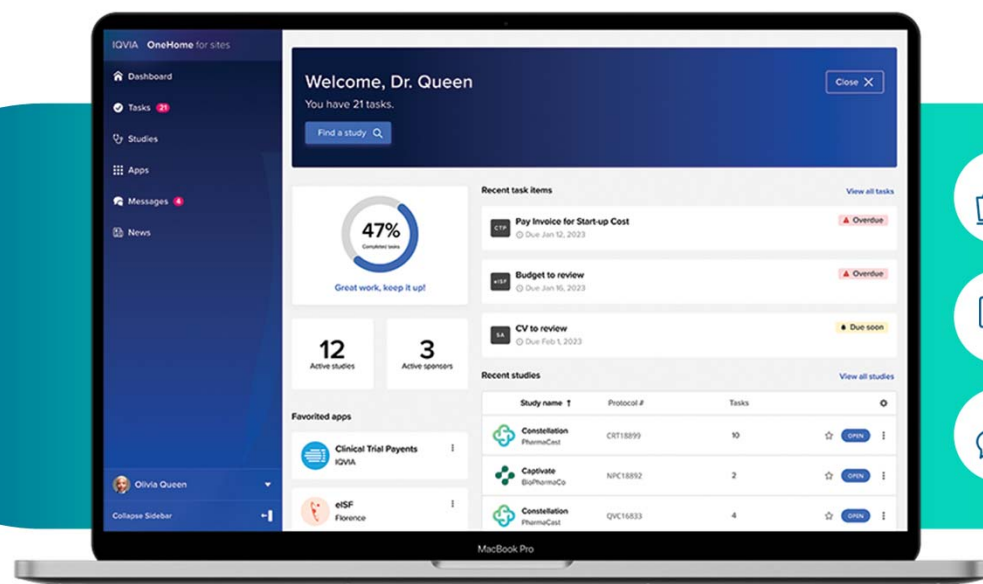 IQVIA OneHome for sites
Dashboard
Tasks 21
Studies
Apps
Messages 4
News
Olivia Queen
Collapse Sidebar
Welcome, Dr. Queen
You have 21 tasks.
Find a study
Close X
47%
Completed tasks
Great work, keep it up!
12
Active studies
3
Active sponsors
Favorited apps
Clinical Trial Payents
IQVIA
eISF
Florence
Recent task items
View all tasks
CTP
Pay Invoice for Start-up Cost
Due Jan 12, 2023
Overdue
eISF
Budget to review
Due Jan 16, 2023
Overdue
SA
CV to review
Due Feb 1, 2023
Due soon
Recent studies
View all studies
Study name Protocol # Tasks
Constellation
PharmaCast
CRT18899 10 OPEN
Captivate
BioPharmaCo
NPC18892 2 OPEN
Constellation
PharmaCast
QVC16833 4 OPEN
MacBook Pro